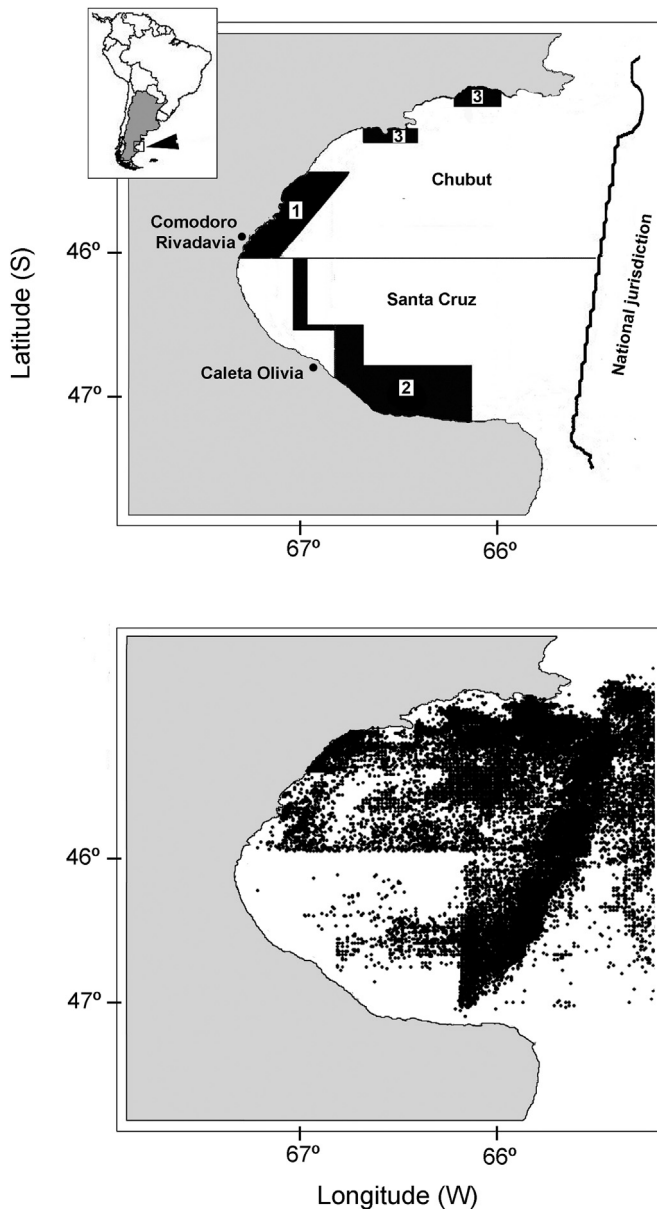 3
3
Chubut
1
Comodoro
Rivadavia
46º
Santa Cruz
National jurisdiction
Latitude (S)
Caleta Olivia
2
47º
67º
66º
46º
47º
67º
66º
Longitude (W)